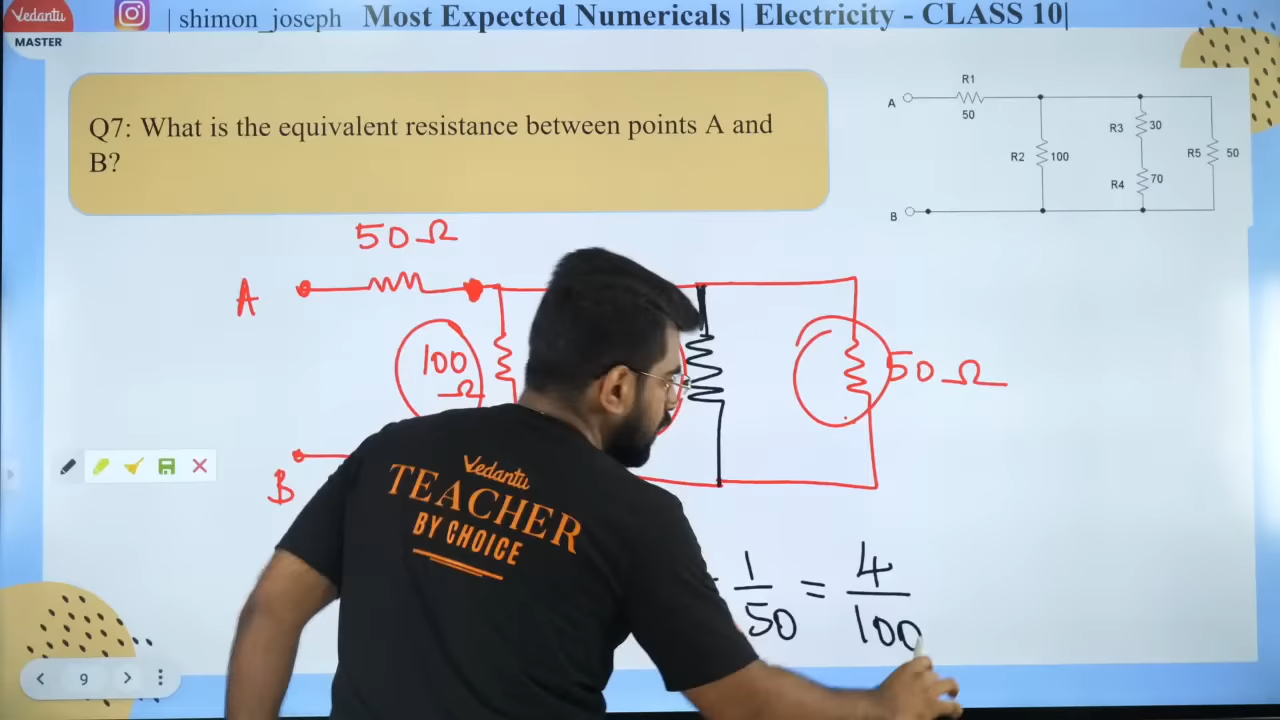 Vedantu
MASTER
| shimon_joseph
Most Expected Numericals | Electricity - CLASS 10|
Q7: What is the equivalent resistance between points A and
B?
R1
A
50
R2
100
R3
30
R4
70
R5
50
B
50 Ω
A
100
Ω
50 Ω
B
Vedantu
TEACHER
BY CHOICE
1/50 = 4/100
9